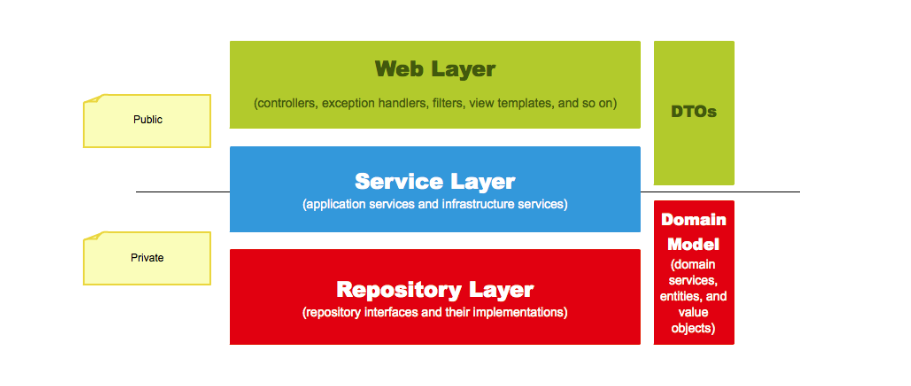 Web Layer
(controllers, exception handlers, filters, view templates, and so on)
DTOs
Public
Service Layer
(application services and infrastructure services)
Private
Repository Layer
(repository interfaces and their implementations)
Domain
Model
(domain
services,
entities, and
value
objects)